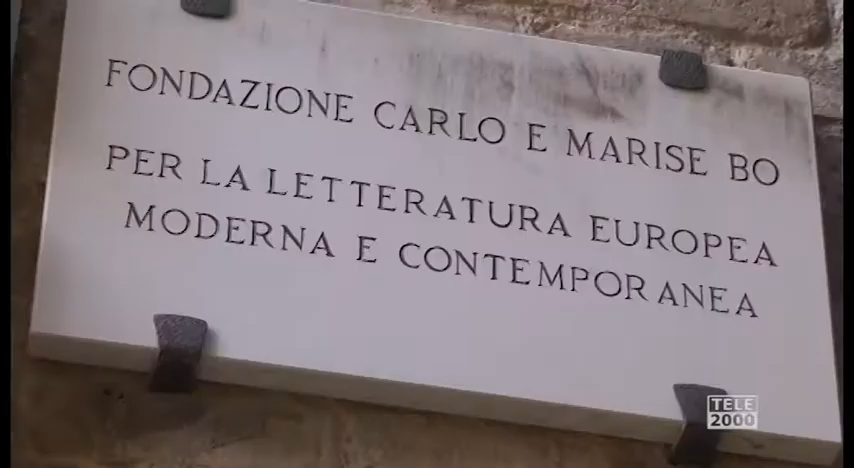 FONDAZIONE CARLO E MARISE BO
PER LA LETTERATURA EUROPEA
MODERNA E CONTEMPORANEA
TELE
2000